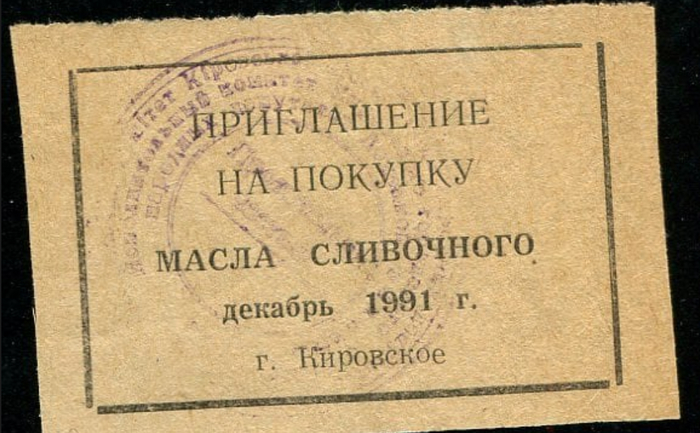 ПРИГЛАШЕНИЕ
НА ПОКУПКУ
МАСЛА СЛИВОЧНОГО
декабрь 1991 г.
г. Кировское